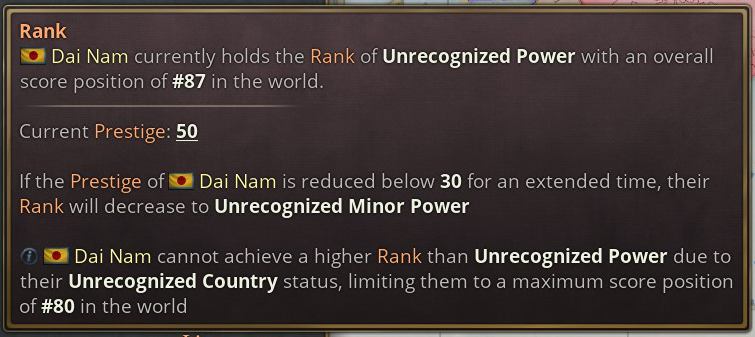 Rank
Dai Nam currently holds the Rank of Unrecognized Power with an overall
score position of #87 in the world.
Current Prestige: 50
If the Prestige of Dai Nam is reduced below 30 for an extended time, their
Rank will decrease to Unrecognized Minor Power
Dai Nam cannot achieve a higher Rank than Unrecognized Power due to
their Unrecognized Country status, limiting them to a maximum score position
of #80 in the world